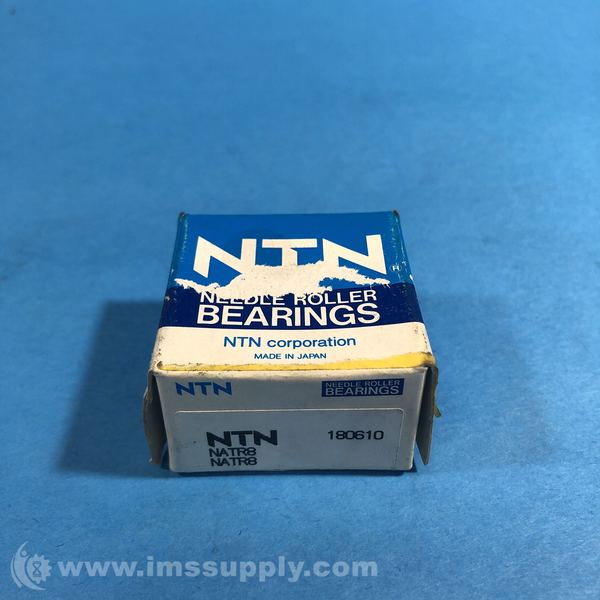 NTN
®
NEEDLE ROLLER
BEARINGS
NTN corporation
MADE IN JAPAN
NTN
NEEDLE ROLLER
BEARINGS
NTN
180610
NATR8
NATR8
www.imssupply.com